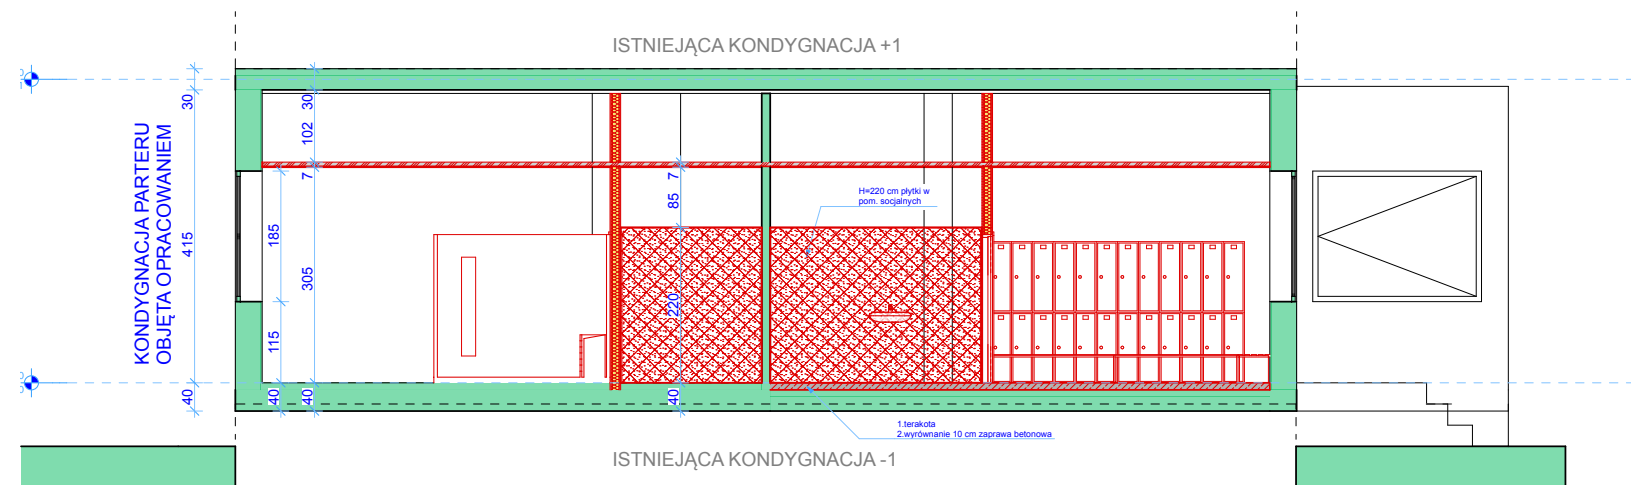 ISTNIEJĄCA KONDYGNACJA +1
KONDYGNACJA PARTERU
OBJĘTA OPRACOWANIEM
30
415
40
185
115
40
30
102
7
305
40
7
85
220
40
H=220 cm płytki w
pom. socjalnych
1.terakota
2.wyrównanie 10 cm zaprawa betonowa
ISTNIEJĄCA KONDYGNACJA -1